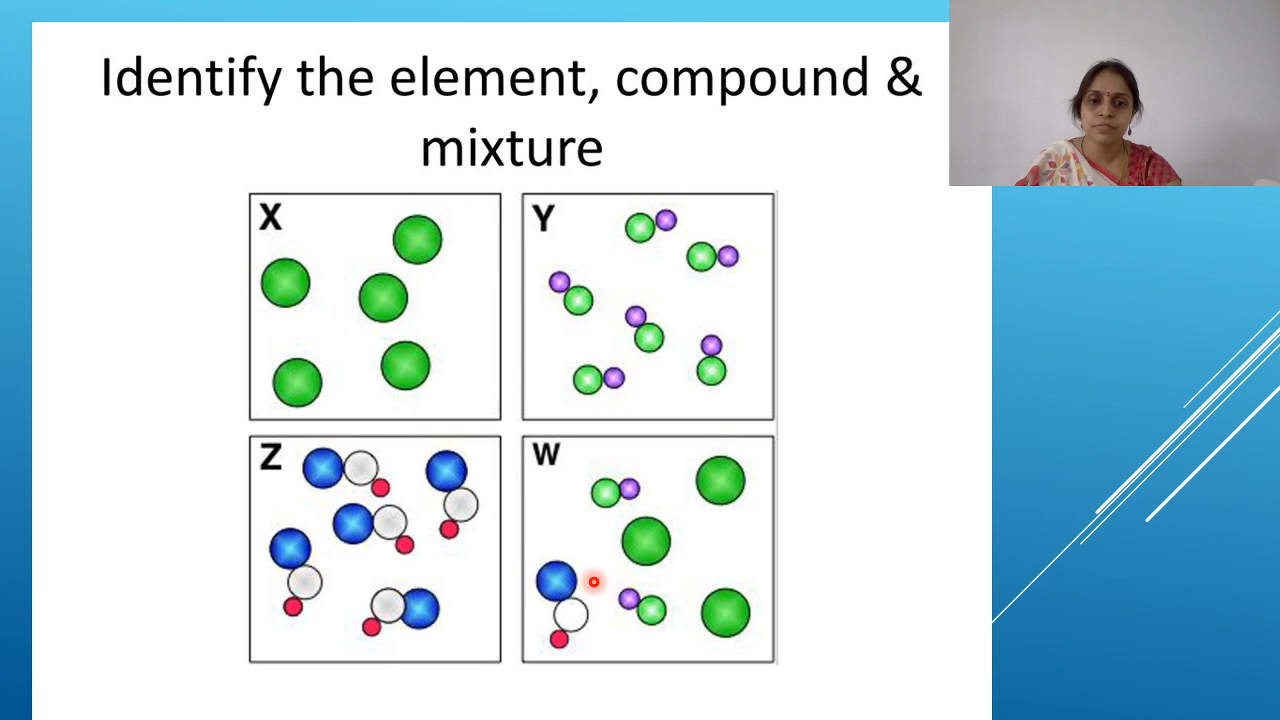 Identify the element, compound &
mixture
X
Y
Z
W